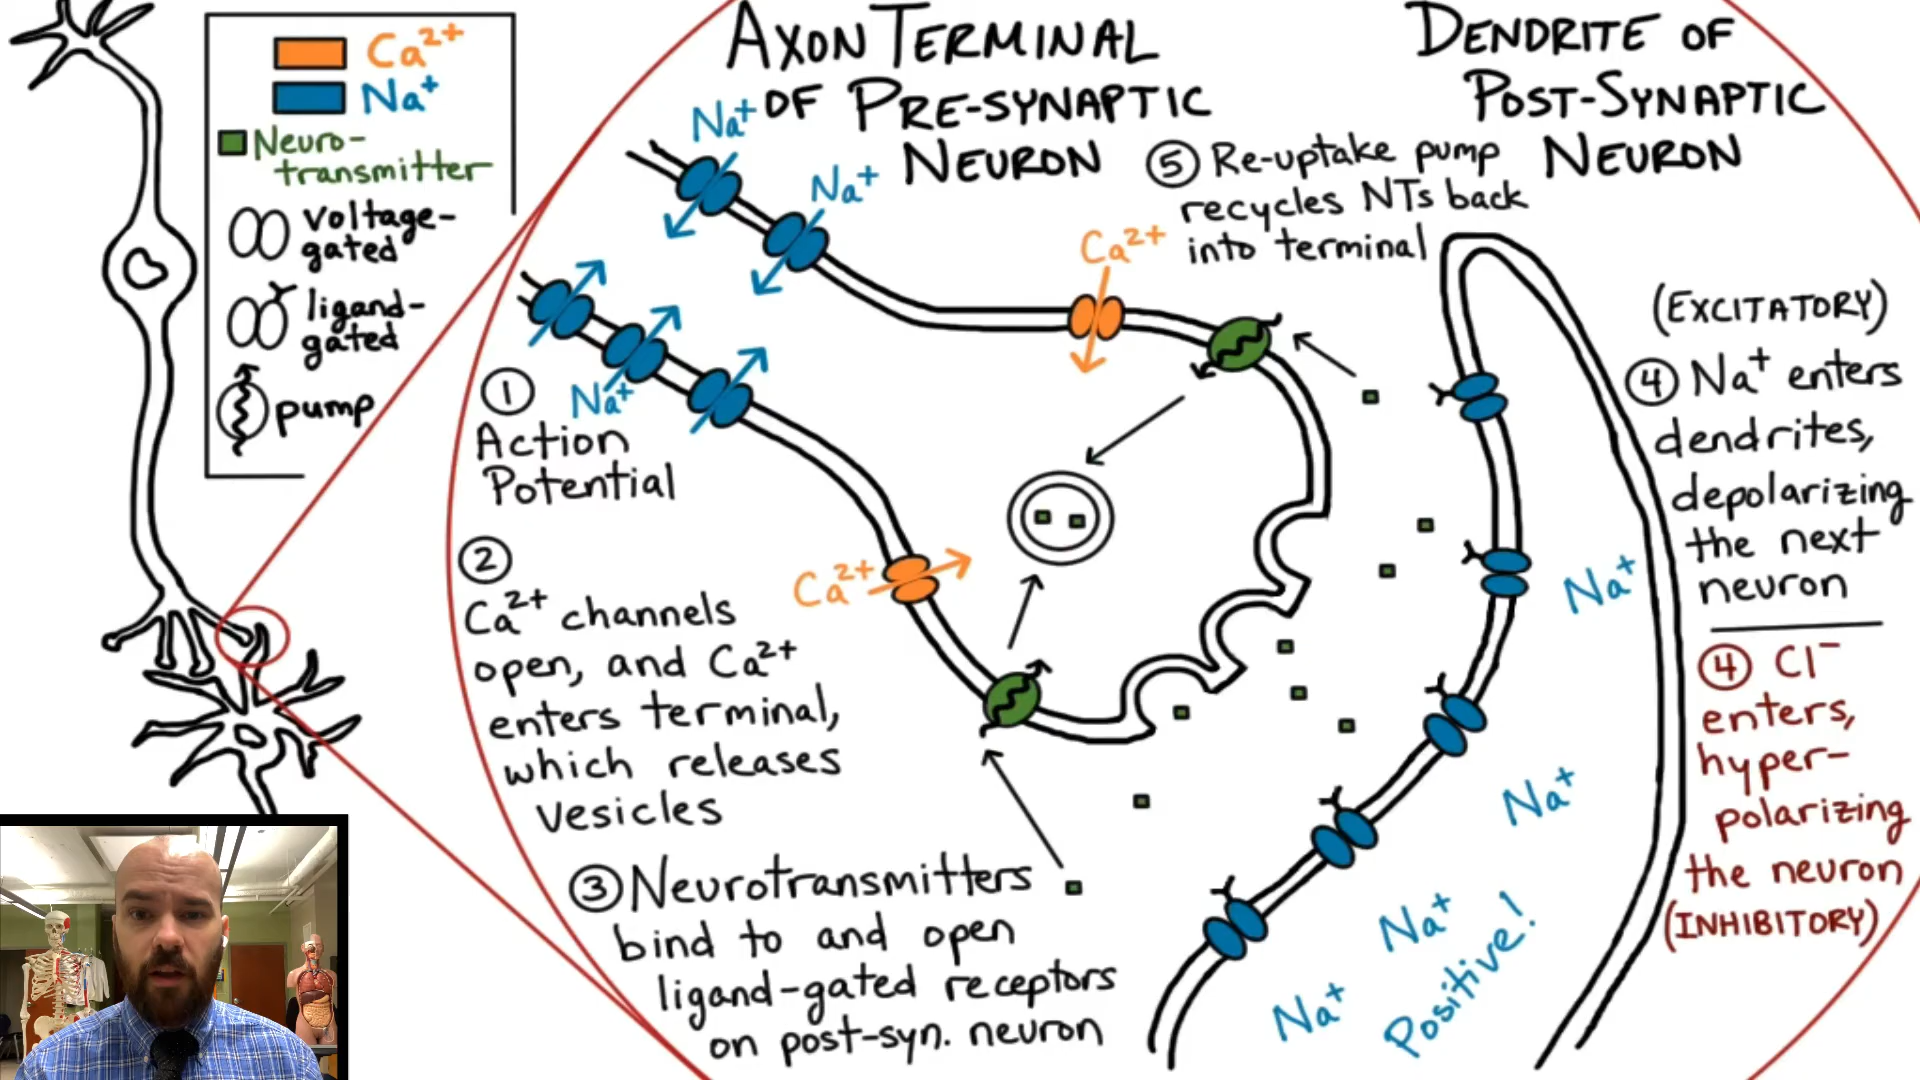 Ca²⁺
Na⁺
Neuro-
transmitter
voltage-
gated
ligand-
gated
pump
AXON TERMINAL
OF PRE-SYNAPTIC
NEURON
DENDRITE OF
POST-SYNAPTIC
NEURON
Na⁺
Na⁺
Na⁺
① Action
Potential
②
Ca²⁺ channels
open, and Ca²⁺
enters terminal,
which releases
vesicles
Ca²⁺
Ca²⁺
③ Neurotransmitters
bind to and open
ligand-gated receptors
on post-syn. neuron
⑤ Re-uptake pump
recycles NTs back
into terminal
(EXCITATORY)
④ Na⁺ enters
dendrites,
depolarizing
the next
neuron
④ Cl⁻
enters,
hyper-
polarizing
the neuron
(INHIBITORY)
Na⁺
Na⁺
Na⁺
Na⁺
Positive!